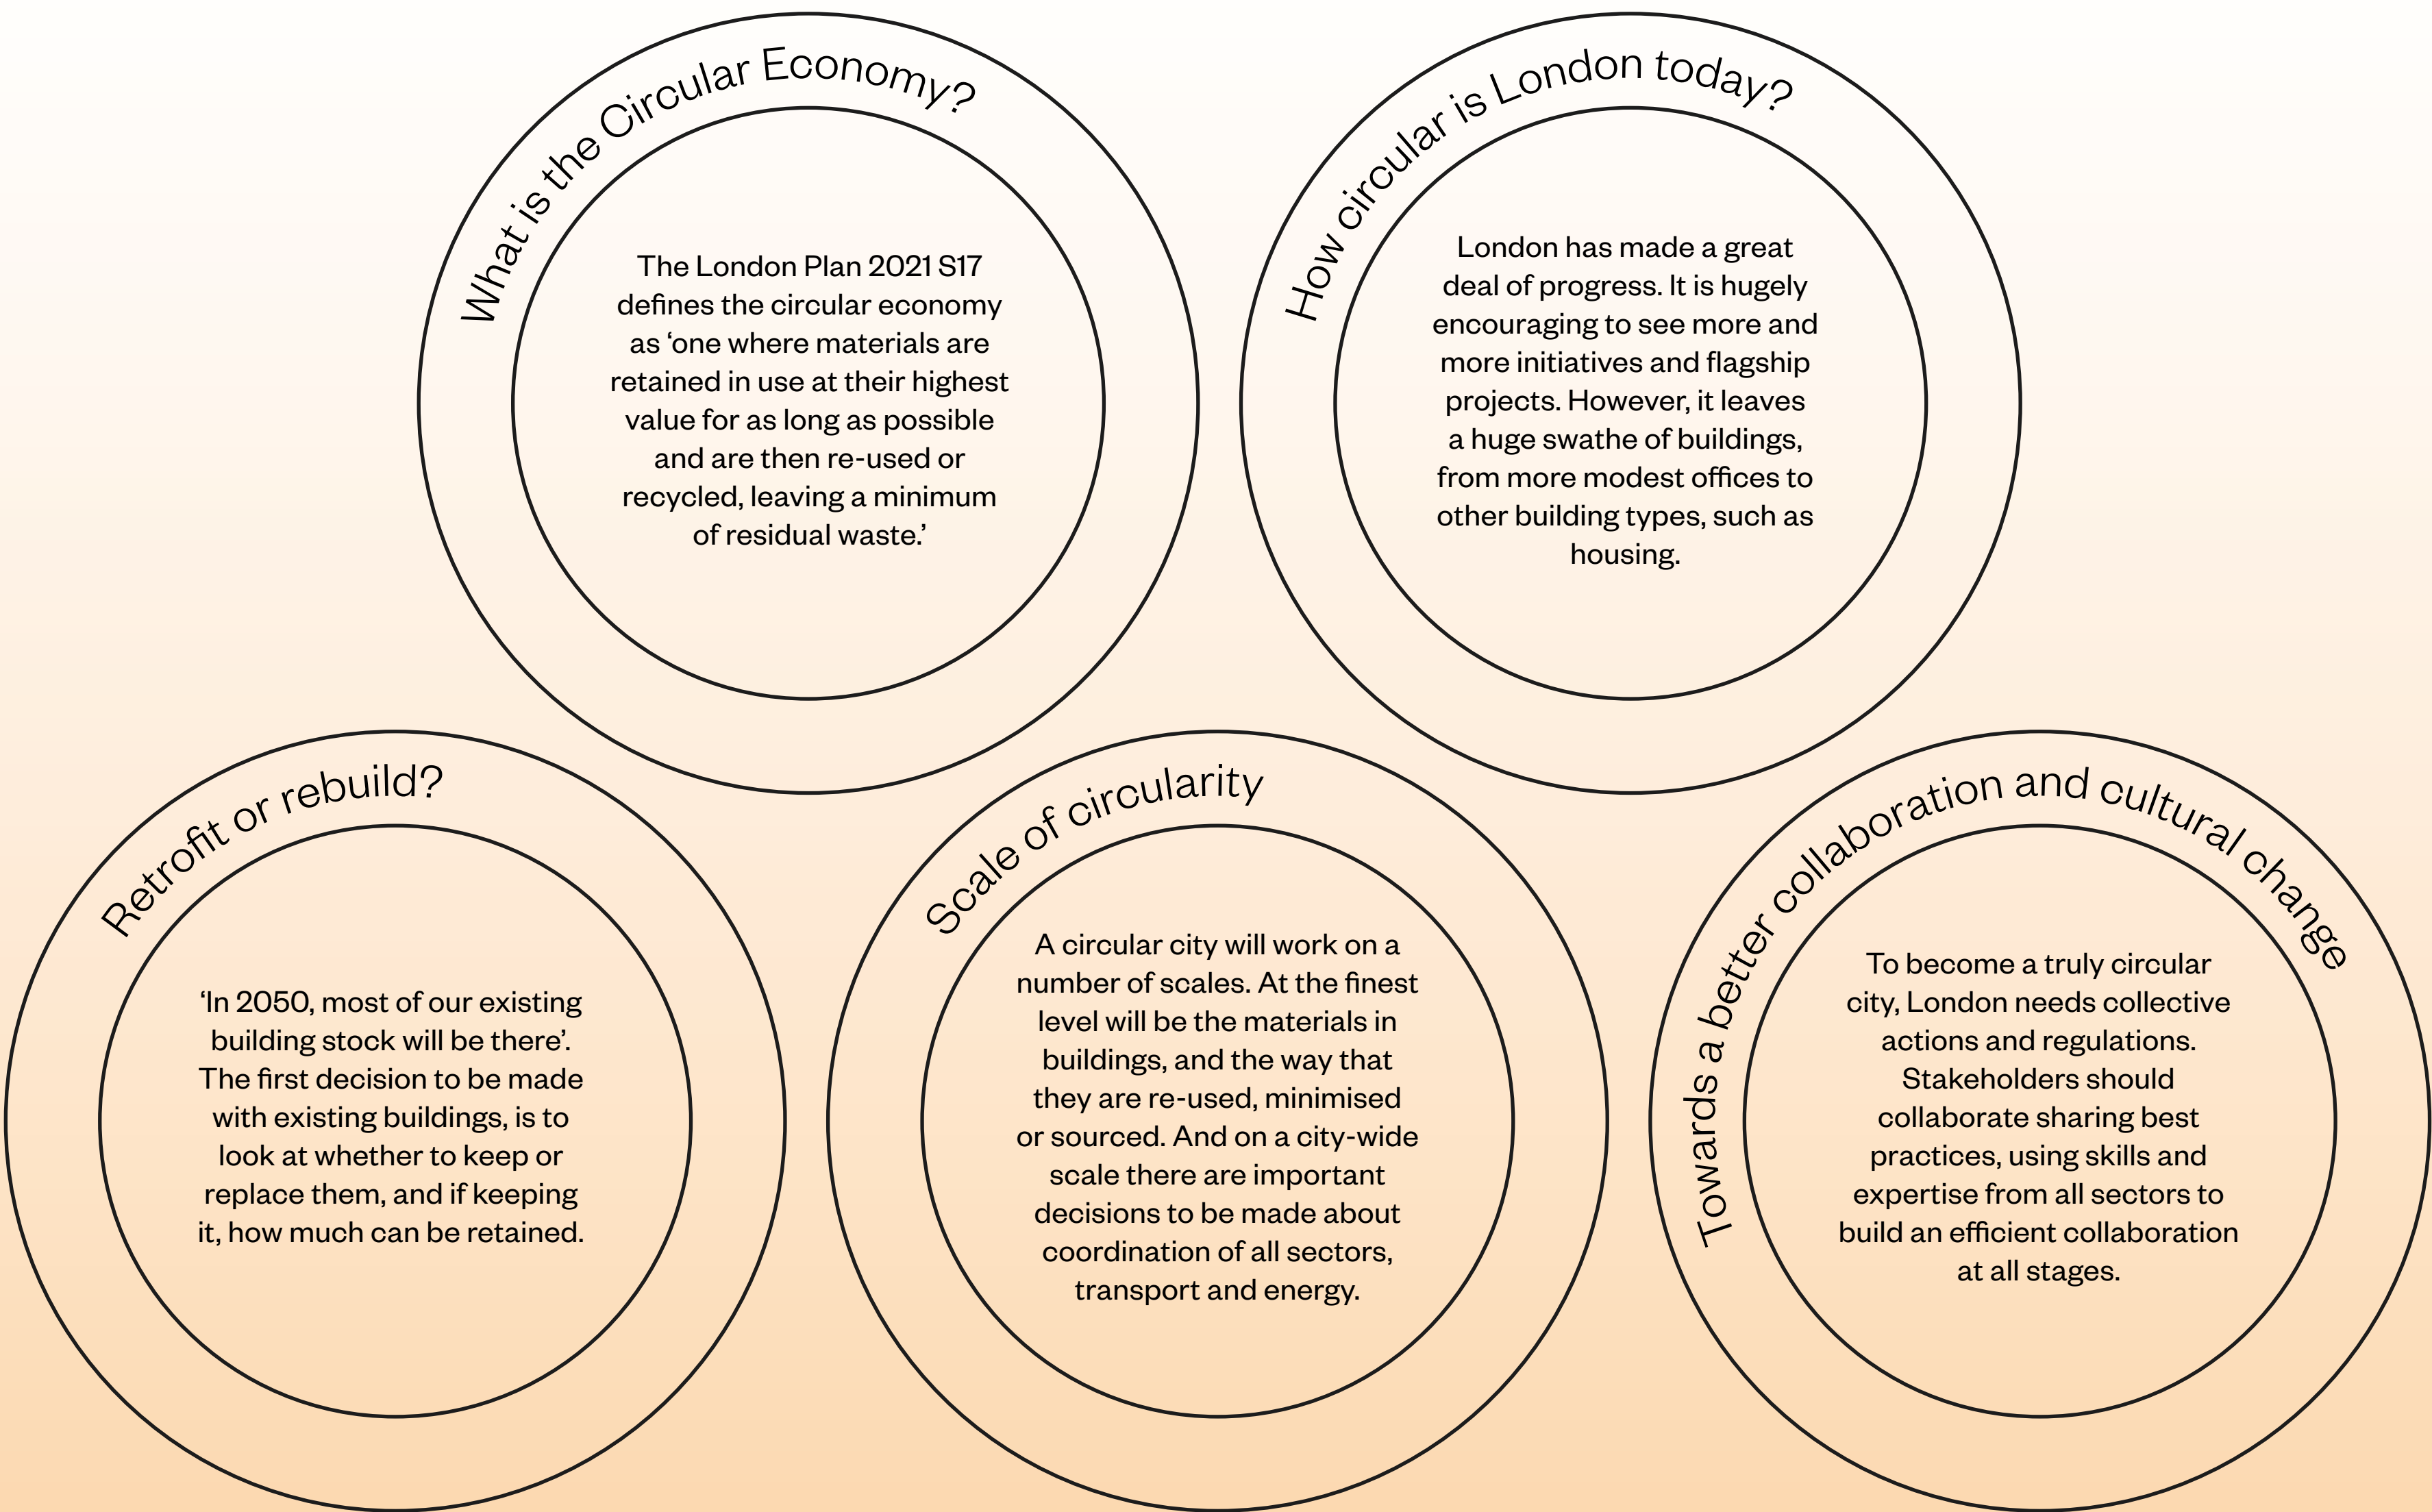 What is the Circular Economy?
The London Plan 2021 S17
defines the circular economy
as ‘one where materials are
retained in use at their highest
value for as long as possible
and are then re-used or
recycled, leaving a minimum
of residual waste.’
How circular is London today?
London has made a great
deal of progress. It is hugely
encouraging to see more and
more initiatives and flagship
projects. However, it leaves
a huge swathe of buildings,
from more modest offices to
other building types, such as
housing.
Retrofit or rebuild?
‘In 2050, most of our existing
building stock will be there’.
The first decision to be made
with existing buildings, is to
look at whether to keep or
replace them, and if keeping
it, how much can be retained.
Scale of circularity
A circular city will work on a
number of scales. At the finest
level will be the materials in
buildings, and the way that
they are re-used, minimised
or sourced. And on a city-wide
scale there are important
decisions to be made about
coordination of all sectors,
transport and energy.
Towards a better collaboration and cultural change
To become a truly circular
city, London needs collective
actions and regulations.
Stakeholders should
collaborate sharing best
practices, using skills and
expertise from all sectors to
build an efficient collaboration
at all stages.